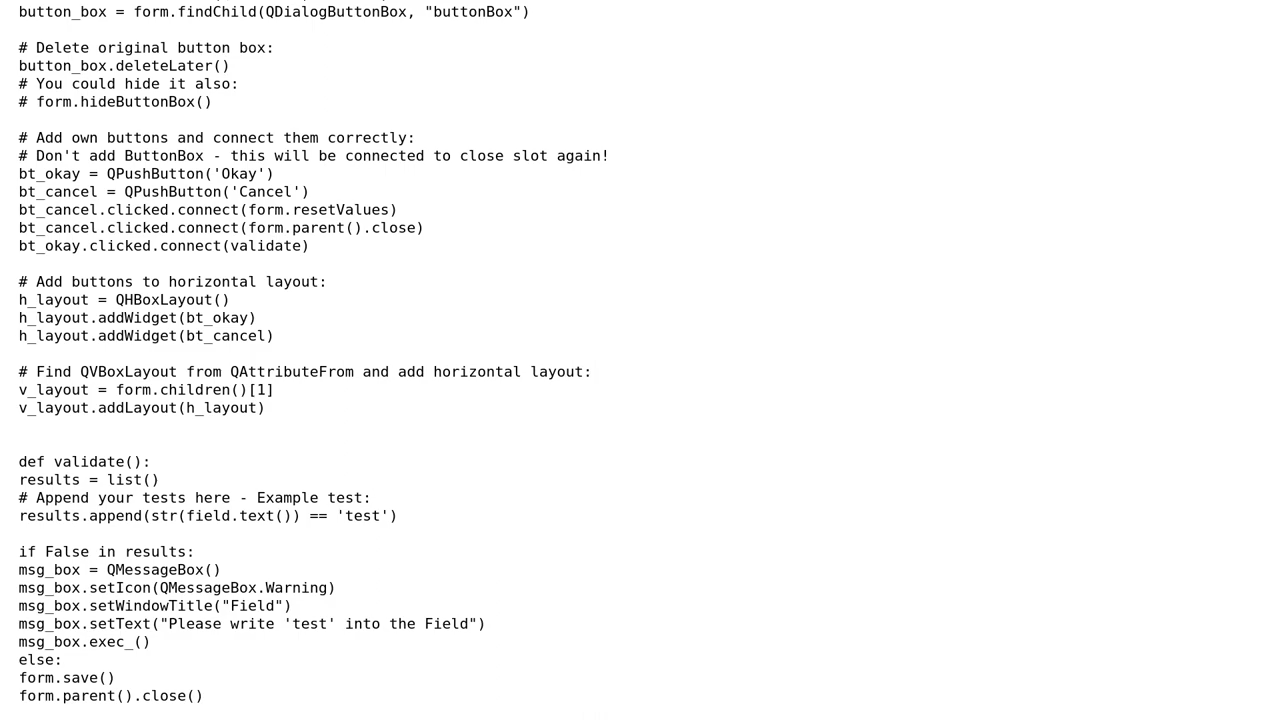 button_box = form.findChild(QDialogButtonBox, "buttonBox")
# Delete original button box:
button_box.deleteLater()
# You could hide it also:
# form.hideButtonBox()
# Add own buttons and connect them correctly:
# Don't add ButtonBox - this will be connected to close slot again!
bt_okay = QPushButton('Okay')
bt_cancel = QPushButton('Cancel')
bt_cancel.clicked.connect(form.resetValues)
bt_cancel.clicked.connect(form.parent().close)
bt_okay.clicked.connect(validate)
# Add buttons to horizontal layout:
h_layout = QHBoxLayout()
h_layout.addWidget(bt_okay)
h_layout.addWidget(bt_cancel)
# Find QVBoxLayout from QAttributeFrom and add horizontal layout:
v_layout = form.children()[1]
v_layout.addLayout(h_layout)
def validate():
results = list()
# Append your tests here - Example test:
results.append(str(field.text()) == 'test')
if False in results:
msg_box = QMessageBox()
msg_box.setIcon(QMessageBox.Warning)
msg_box.setWindowTitle("Field")
msg_box.setText("Please write 'test' into the Field")
msg_box.exec_()
else:
form.save()
form.parent().close()